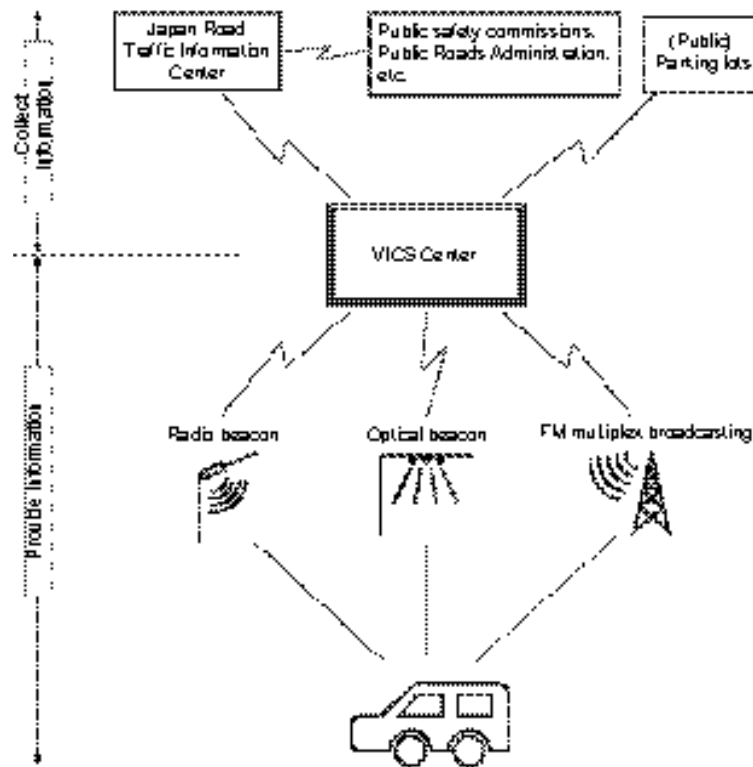 Japan Road
Traffic Information
Center
Public safety commissions,
Public Roads Administration,
etc.
(Public)
Parking lots
Collect
Information
VICS Center
Provide Information
Radio beacon
Optical beacon
FM multiplex broadcasting